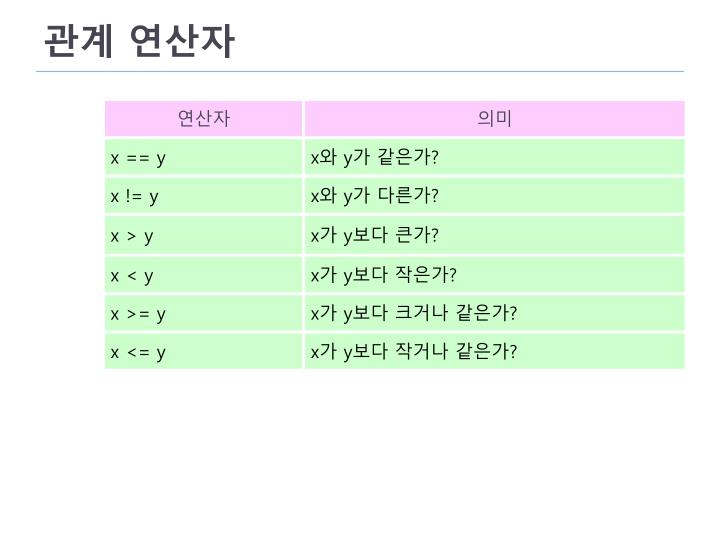 관계 연산자
연산자 의미
x == y x와 y가 같은가?
x != y x와 y가 다른가?
x > y x가 y보다 큰가?
x < y x가 y보다 작은가?
x >= y x가 y보다 크거나 같은가?
x <= y x가 y보다 작거나 같은가?